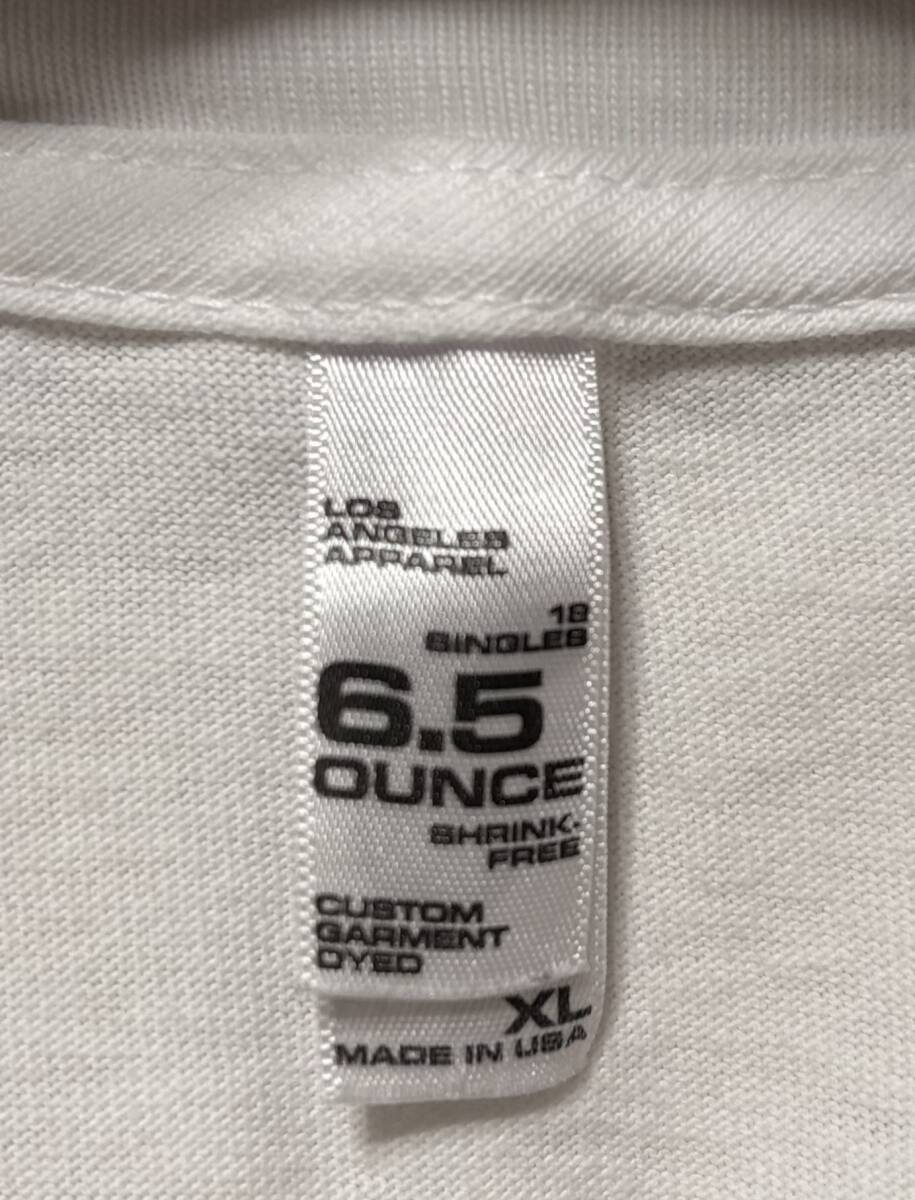 LOS
ANGELES
APPAREL
18
SINGLES
6.5
OUNCE
SHRINK-
FREE
CUSTOM
GARMENT
DYED
XL
MADE IN USA